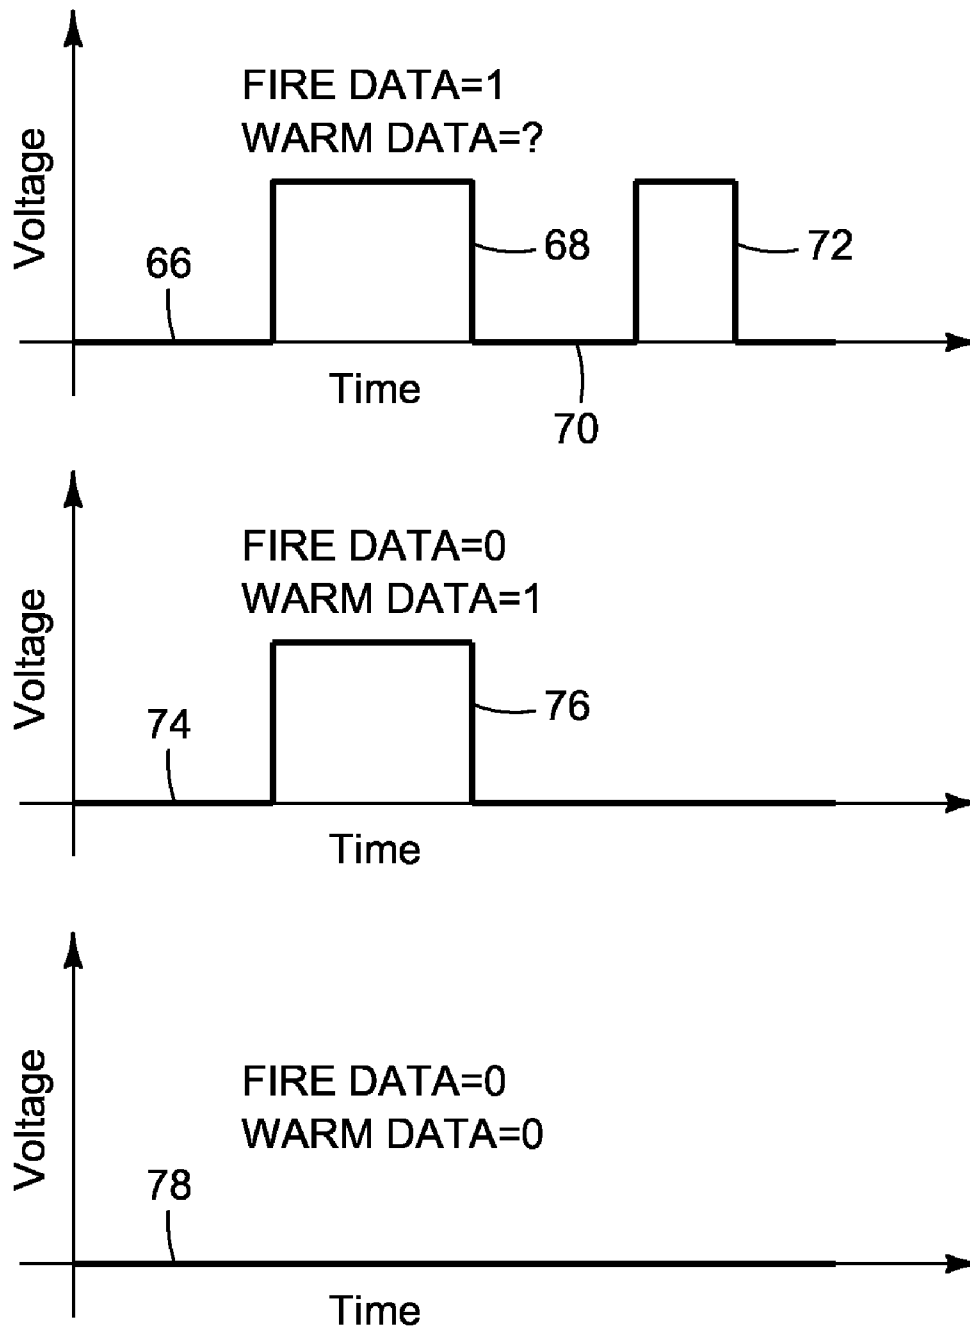 FIRE DATA=1
WARM DATA=?
Voltage
66
68
72
Time
70
FIRE DATA=0
WARM DATA=1
Voltage
74
76
Time
FIRE DATA=0
WARM DATA=0
Voltage
78
Time